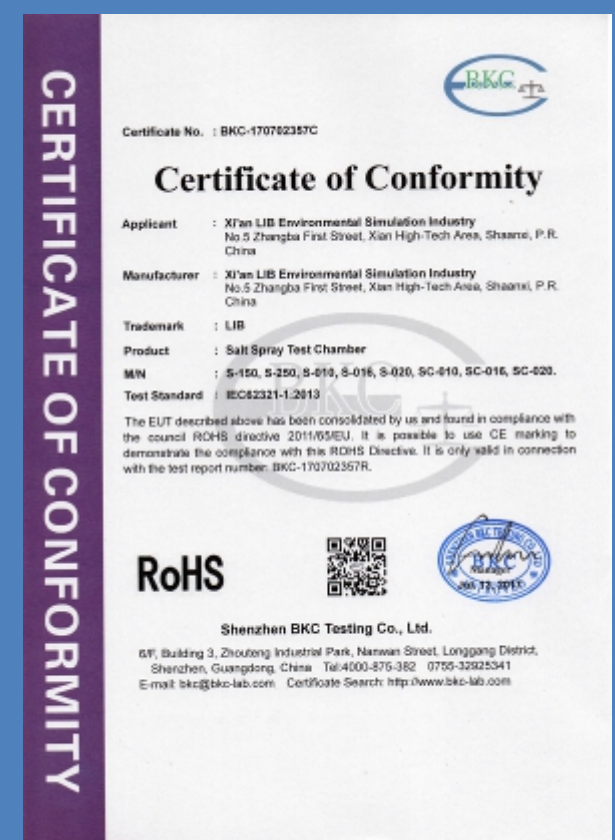 CERTIFICATE OF CONFORMITY
BKC
Certificate No. : BKC-170702357C
Certificate of Conformity
Applicant : Xi'an LIB Environmental Simulation Industry
No.5 Zhangba First Street, Xian High-Tech Area, Shaanxi, P.R.
China
Manufacturer : Xi'an LIB Environmental Simulation Industry
No.5 Zhangba First Street, Xian High-Tech Area, Shaanxi, P.R.
China
Trademark : LIB
Product : Salt Spray Test Chamber
M/N : S-150, S-250, S-010, S-016, S-020, SC-010, SC-016, SC-020.
Test Standard : IEC62321-1:2013
The EUT described above has been consolidated by us and found in compliance with
the council ROHS directive 2011/65/EU. It is possible to use CE marking to
demonstrate the compliance with this ROHS Directive. It is only valid in connection
with the test report number: BKC-170702357R.
BKC
RoHS
BKC
Manager
Shenzhen BKC Testing Co., Ltd.
6/F, Building 3, Zhouteng Industrial Park, Nanwan Street, Longgang District,
Shenzhen, Guangdong, China Tel:4000-875-382 0755-32925341
E-mail: bkc@bkc-lab.com Certificate Search: http://www.bkc-lab.com